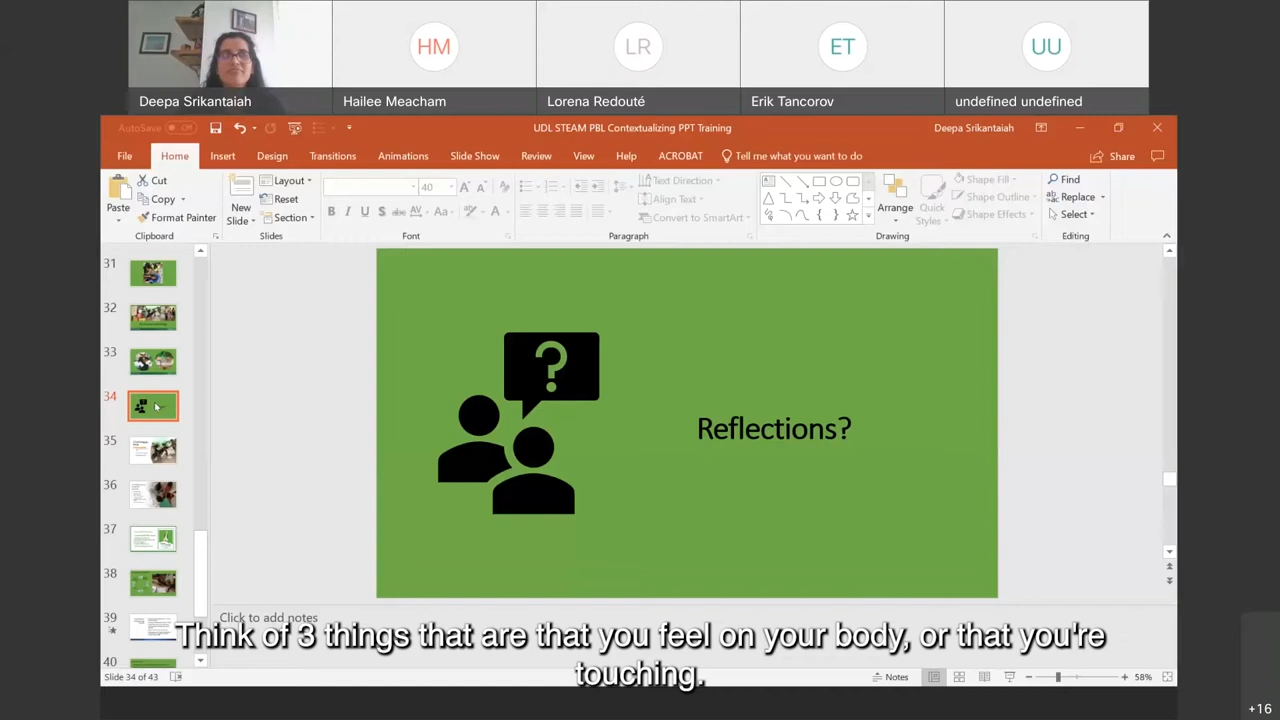 HM
LR
ET
UU
Deepa Srikantaiah
Hailee Meacham
Lorena Redouté
Erik Tancorov
undefined undefined
AutoSave Off
UDL STEAM PBL Contextualizing PPT Training
Deepa Srikantaiah
File Home Insert Design Transitions Animations Slide Show Review View Help ACROBAT Tell me what you want to do Share
Paste
Cut
Copy
Format Painter
Clipboard
New Slide
Layout
Reset
Section
Slides
40
Font
Text Direction
Align Text
Convert to SmartArt
Paragraph
Arrange
Quick Styles
Shape Fill
Shape Outline
Shape Effects
Drawing
Find
Replace
Select
Editing
31
32
33
34
35
36
37
38
39
40
?
Reflections?
Click to add notes
Think of 3 things that are that you feel on your body, or that you're
touching.
Slide 34 of 43
Notes
58%
+16